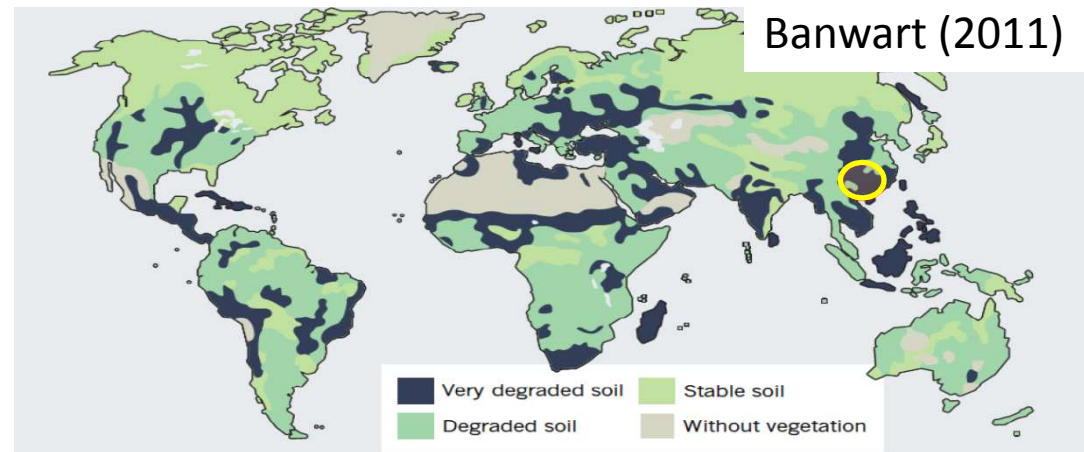 Banwart (2011)
Very degraded soil
Stable soil
Degraded soil
Without vegetation